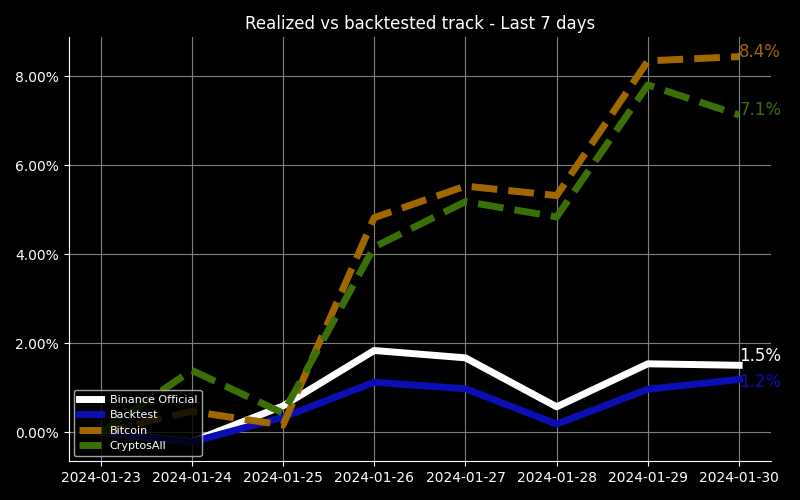 Realized vs backtested track - Last 7 days
8.4%
8.00%
7.1%
6.00%
4.00%
2.00%
1.5%
1.2%
0.00%
Binance Official
Backtest
Bitcoin
CryptosAll
2024-01-23 2024-01-24 2024-01-25 2024-01-26 2024-01-27 2024-01-28 2024-01-29 2024-01-30